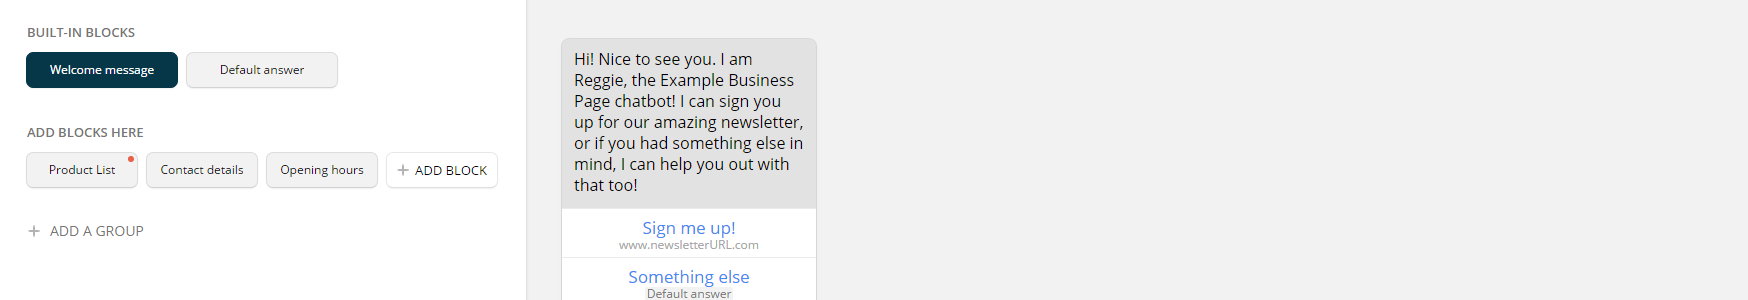 BUILT-IN BLOCKS
Welcome message
Default answer
ADD BLOCKS HERE
Product List
Contact details
Opening hours
+ ADD BLOCK
+ ADD A GROUP
Hi! Nice to see you. I am
Reggie, the Example Business
Page chatbot! I can sign you
up for our amazing newsletter,
or if you had something else in
mind, I can help you out with
that too!
Sign me up!
www.newsletterURL.com
Something else
Default answer